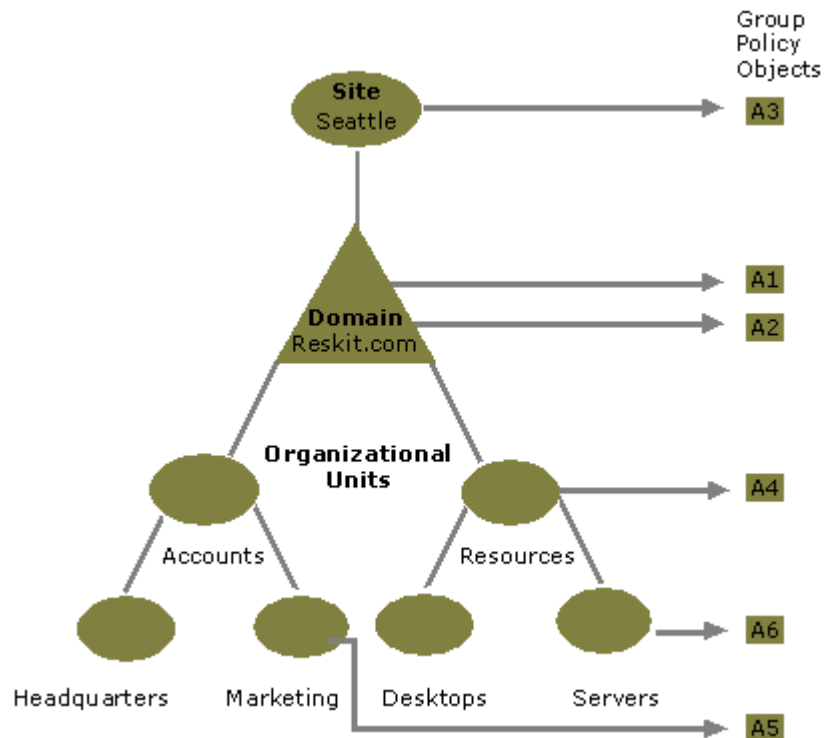 Group
Policy
Objects
Site
Seattle
A3
A1
A2
Domain
Reskit.com
Organizational
Units
A4
Accounts
Resources
A6
Headquarters
Marketing
Desktops
Servers
A5